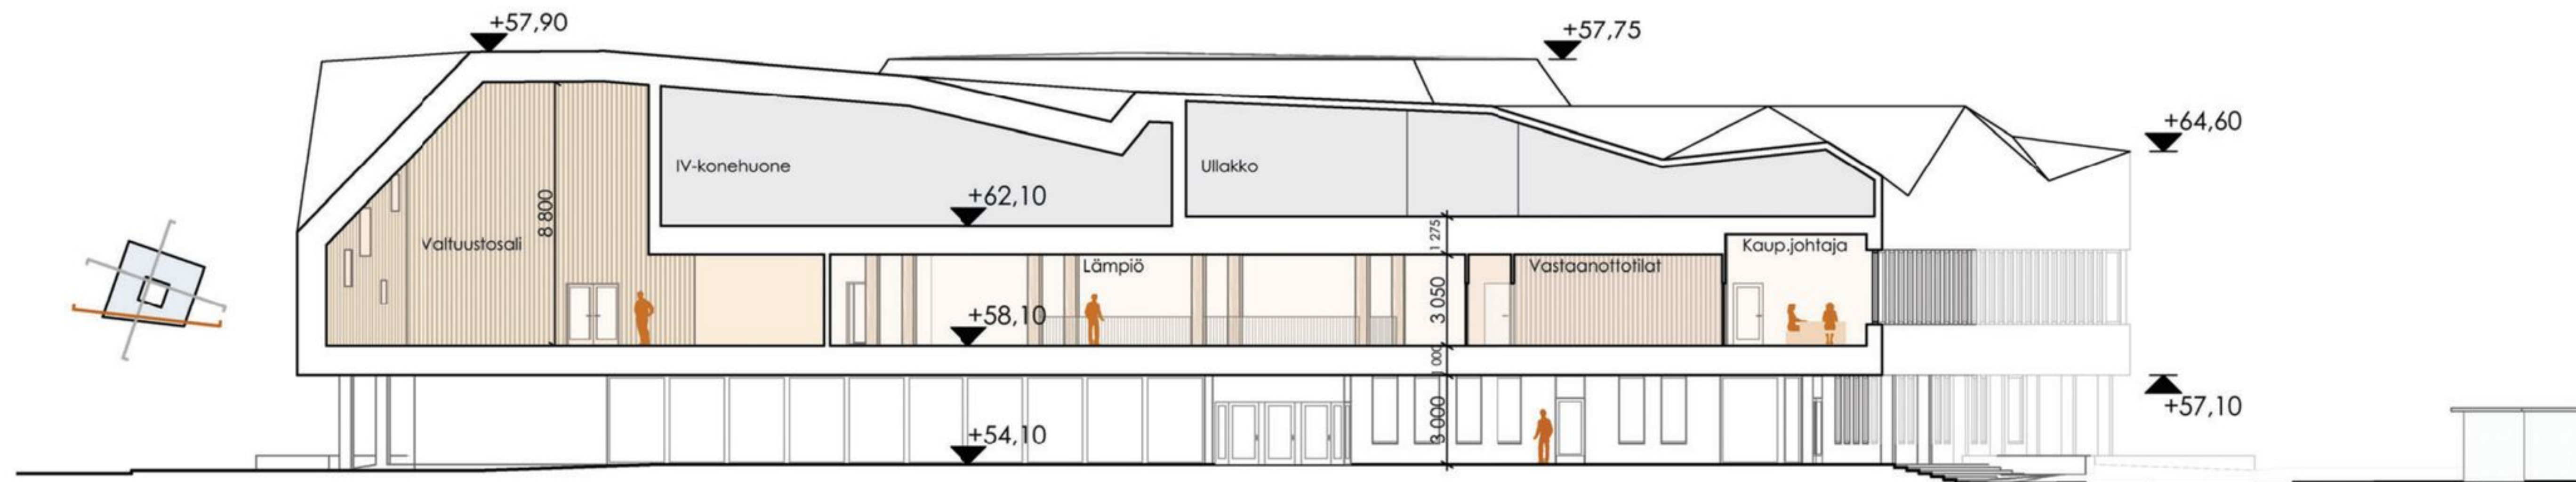 +57,90
+57,75
+64,60
IV-konehuone
Ullakko
+62,10
8 800
Valtuustosali
1 275
Kaup.johtaja
Lämpiö
Vastaanottotilat
3 050
+58,10
1 000
+57,10
3 000
+54,10